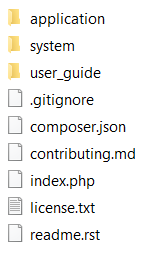 application
system
user_guide
.gitignore
composer.json
contributing.md
index.php
license.txt
readme.rst